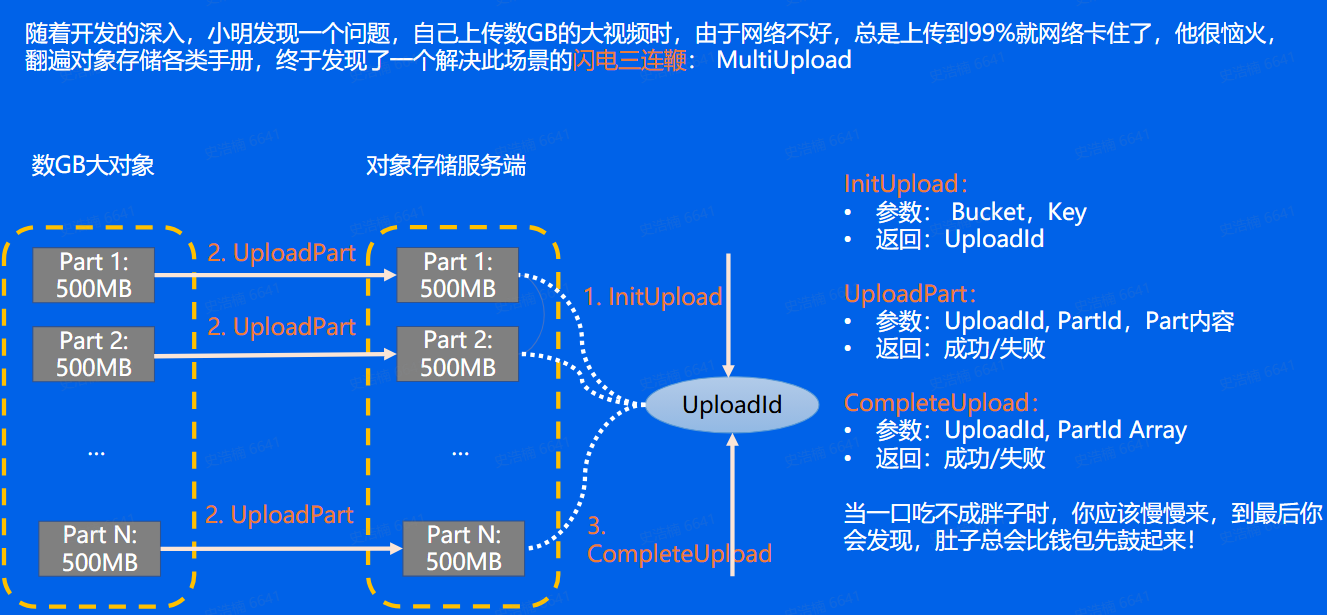 随着开发的深入，小明发现一个问题，自己上传数GB的大视频时，由于网络不好，总是上传到99%就网络卡住了，他很恼火，
翻遍对象存储各类手册，终于发现了一个解决此场景的闪电三连鞭： MultiUpload
数GB大对象
对象存储服务端
Part 1:
500MB
2. UploadPart
Part 1:
500MB
Part 2:
500MB
2. UploadPart
Part 2:
500MB
...
...
Part N:
500MB
2. UploadPart
Part N:
500MB
1. InitUpload
UploadId
3.
CompleteUpload
InitUpload：
• 参数： Bucket，Key
• 返回：UploadId
UploadPart：
• 参数：UploadId, PartId，Part内容
• 返回：成功/失败
CompleteUpload：
• 参数：UploadId, PartId Array
• 返回：成功/失败
当一口吃不成胖子时，你应该慢慢来，到最后你
会发现，肚子总会比钱包先鼓起来！